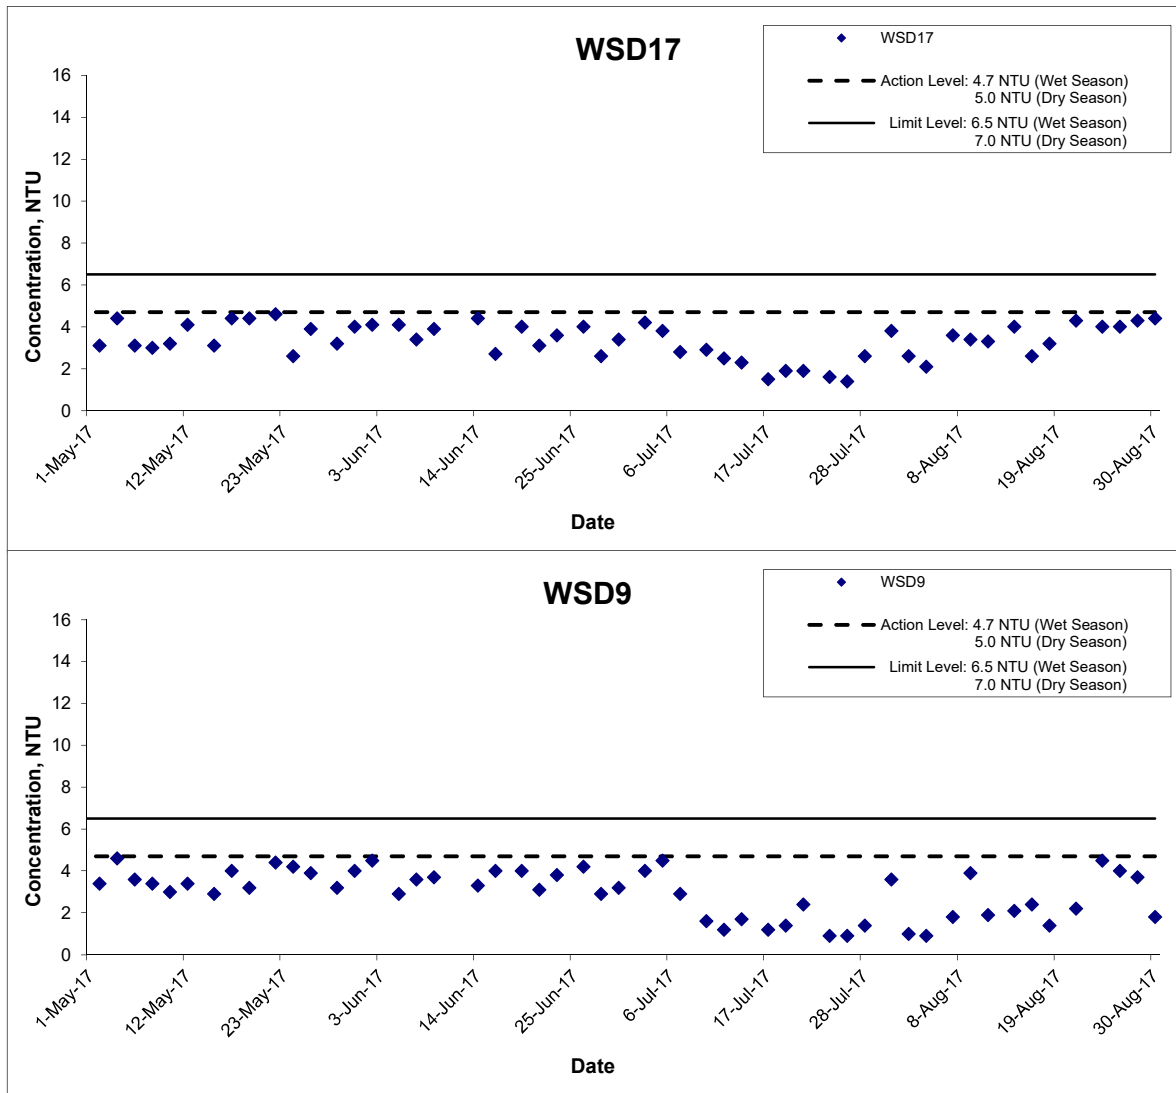 WSD17
WSD17
Action Level: 4.7 NTU (Wet Season)
5.0 NTU (Dry Season)
Limit Level: 6.5 NTU (Wet Season)
7.0 NTU (Dry Season)
Concentration, NTU
16
14
12
10
8
6
4
2
0
1-May-17
12-May-17
23-May-17
3-Jun-17
14-Jun-17
25-Jun-17
6-Jul-17
17-Jul-17
28-Jul-17
8-Aug-17
19-Aug-17
30-Aug-17
Date
WSD9
WSD9
Action Level: 4.7 NTU (Wet Season)
5.0 NTU (Dry Season)
Limit Level: 6.5 NTU (Wet Season)
7.0 NTU (Dry Season)
Concentration, NTU
16
14
12
10
8
6
4
2
0
1-May-17
12-May-17
23-May-17
3-Jun-17
14-Jun-17
25-Jun-17
6-Jul-17
17-Jul-17
28-Jul-17
8-Aug-17
19-Aug-17
30-Aug-17
Date